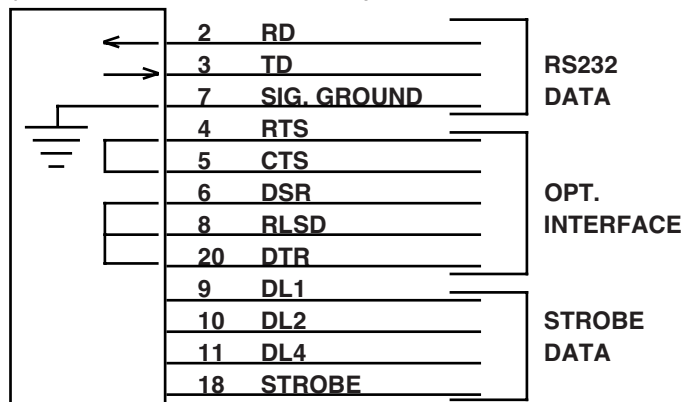 2 RD
3 TD
7 SIG. GROUND
RS232
DATA
4 RTS
5 CTS
6 DSR
8 RLSD
20 DTR
OPT.
INTERFACE
9 DL1
10 DL2
11 DL4
18 STROBE
STROBE
DATA